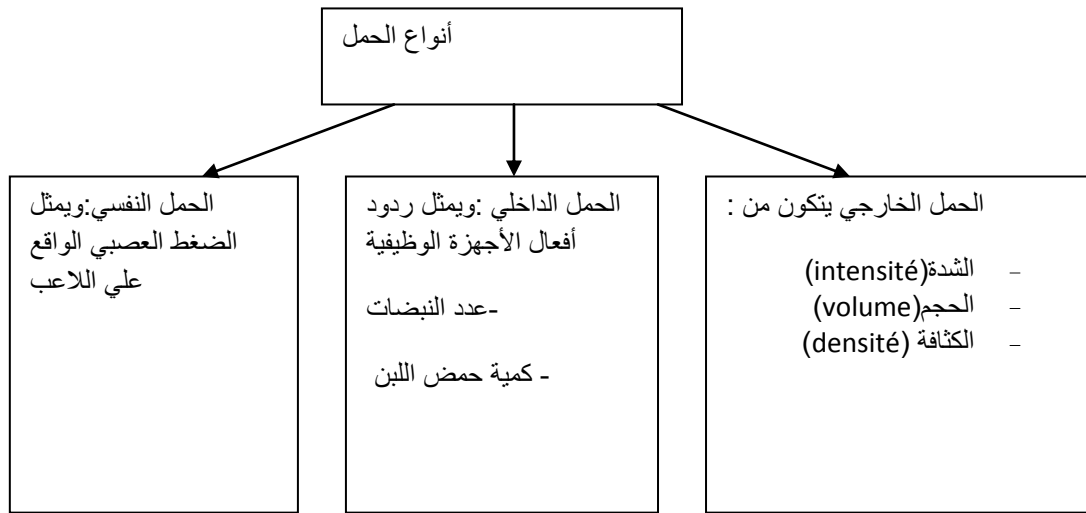 أنواع الحمل
الحمل الخارجي يتكون من :
– الشدة(intensité)
– الحجم(volume)
– الكثافة (densité)
الحمل الداخلي :ويمثل ردود
أفعال الأجهزة الوظيفية
-عدد النبضات
- كمية حمض اللبن
الحمل النفسي:ويمثل
الضغط العصبي الواقع
علي اللاعب